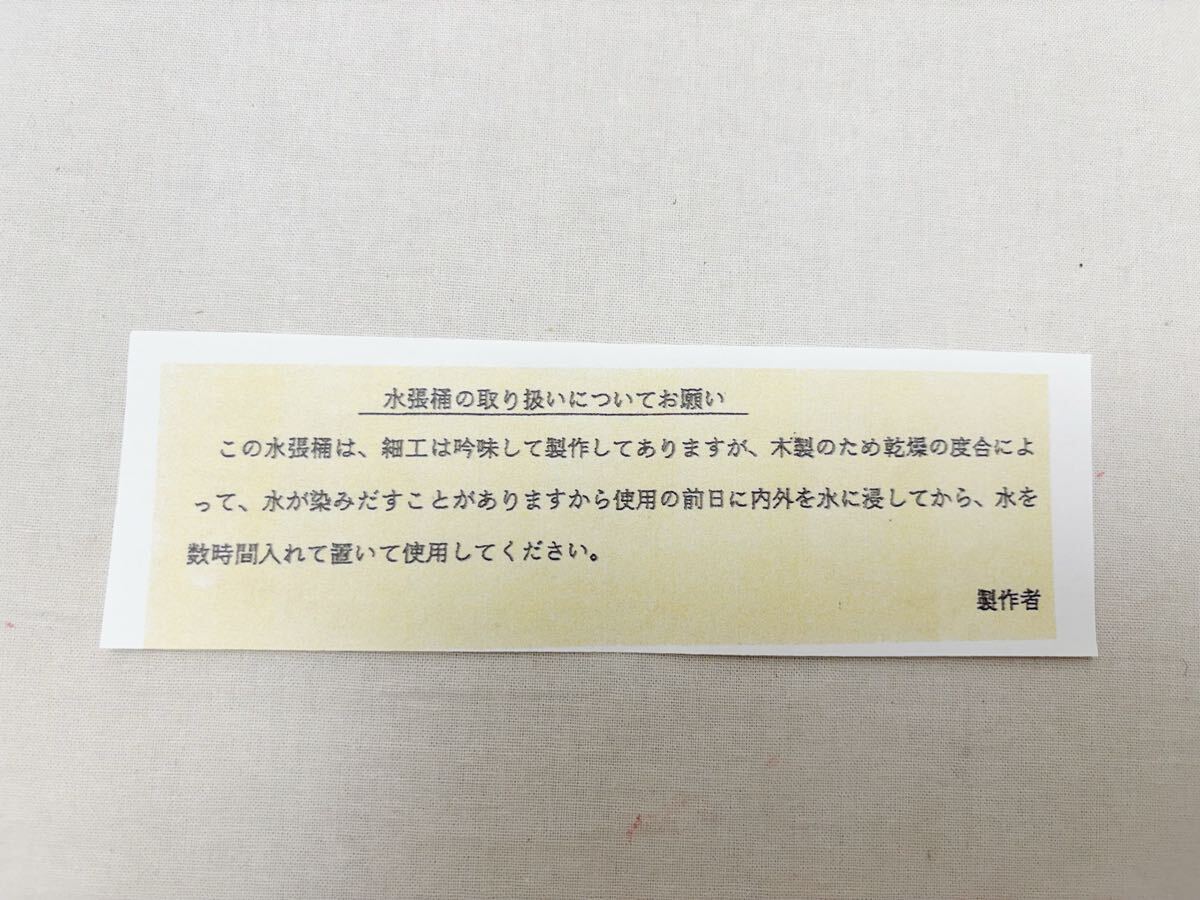 水張桶の取り扱いについてお願い
この水張桶は、細工は吟味して製作してありますが、木製のため乾燥の度合によ
って、水が染みだすことがありますから使用の前日に内外を水に浸してから、水を
数時間入れて置いて使用してください。
製作者